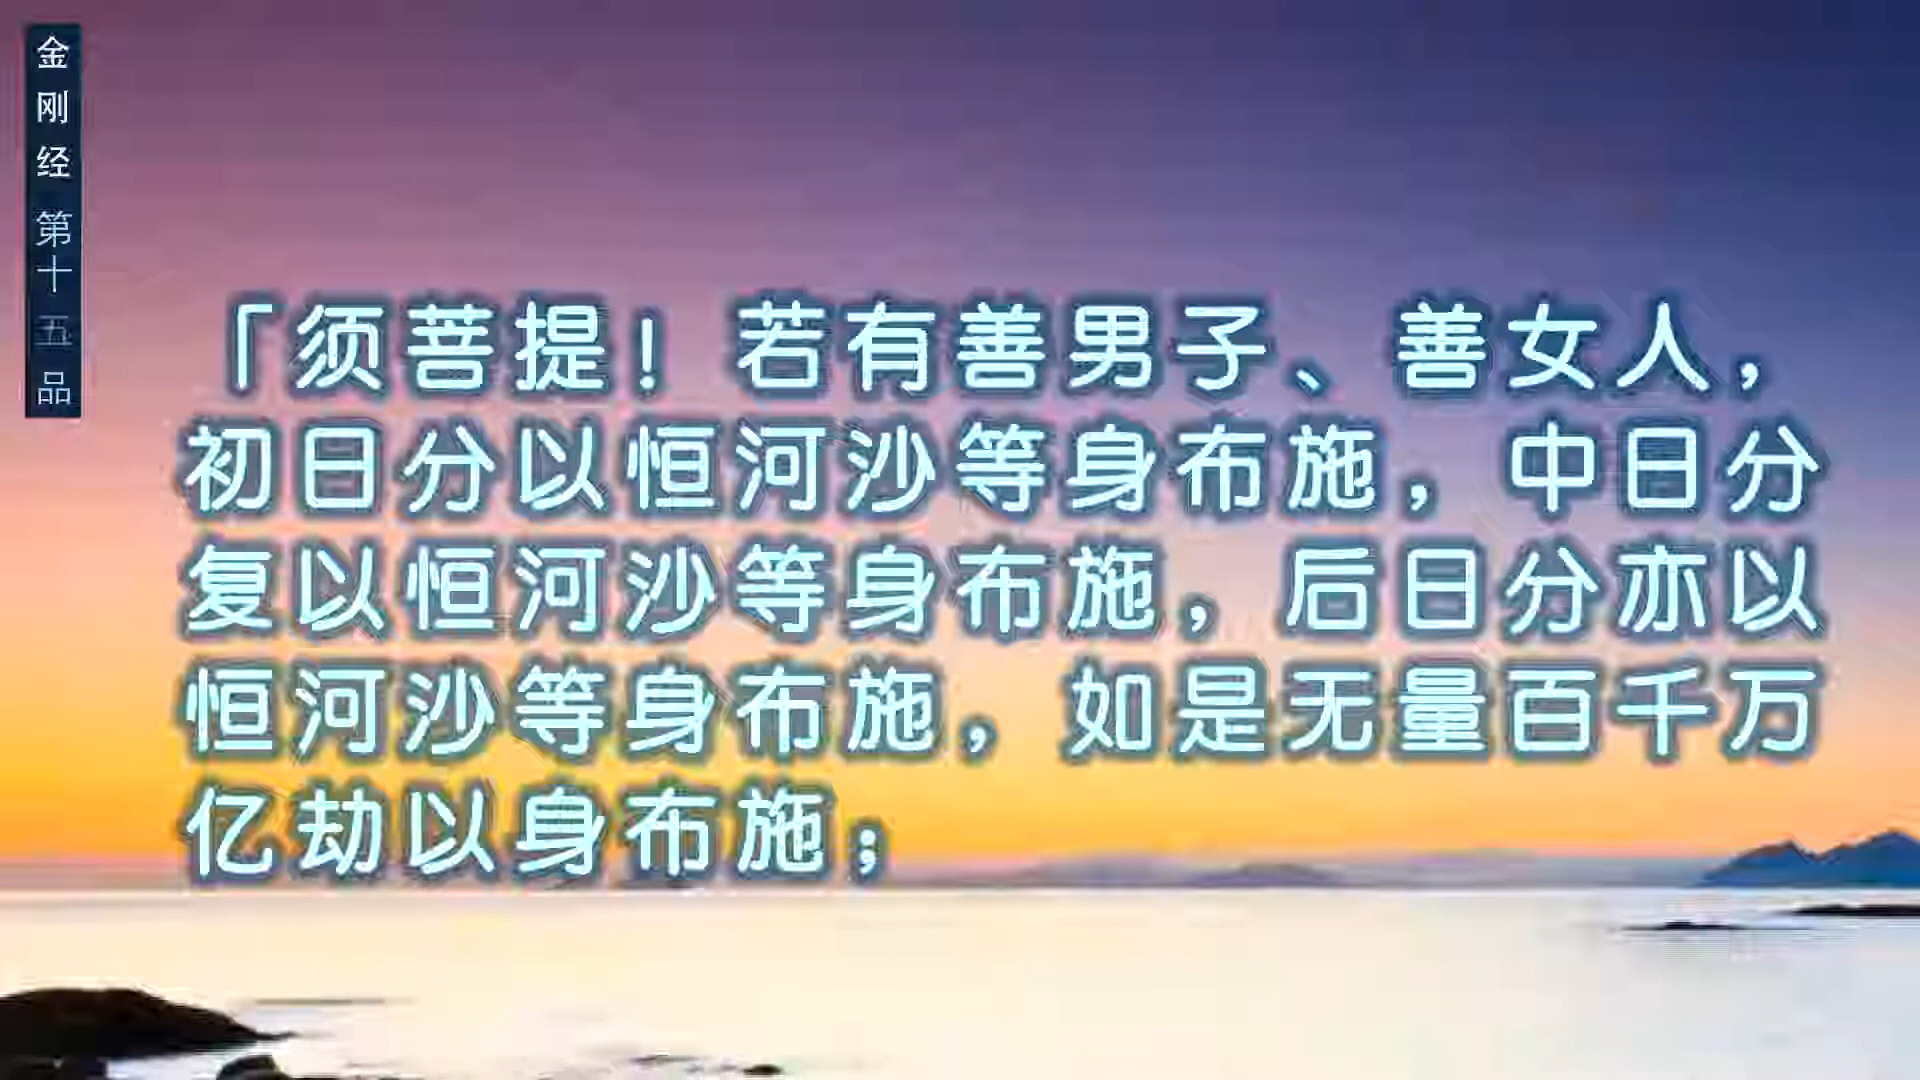 金刚经第十五品
「须菩提！若有善男子、善女人，
初日分以恒河沙等身布施，中日分
复以恒河沙等身布施，后日分亦以
恒河沙等身布施，如是无量百千万
亿劫以身布施；